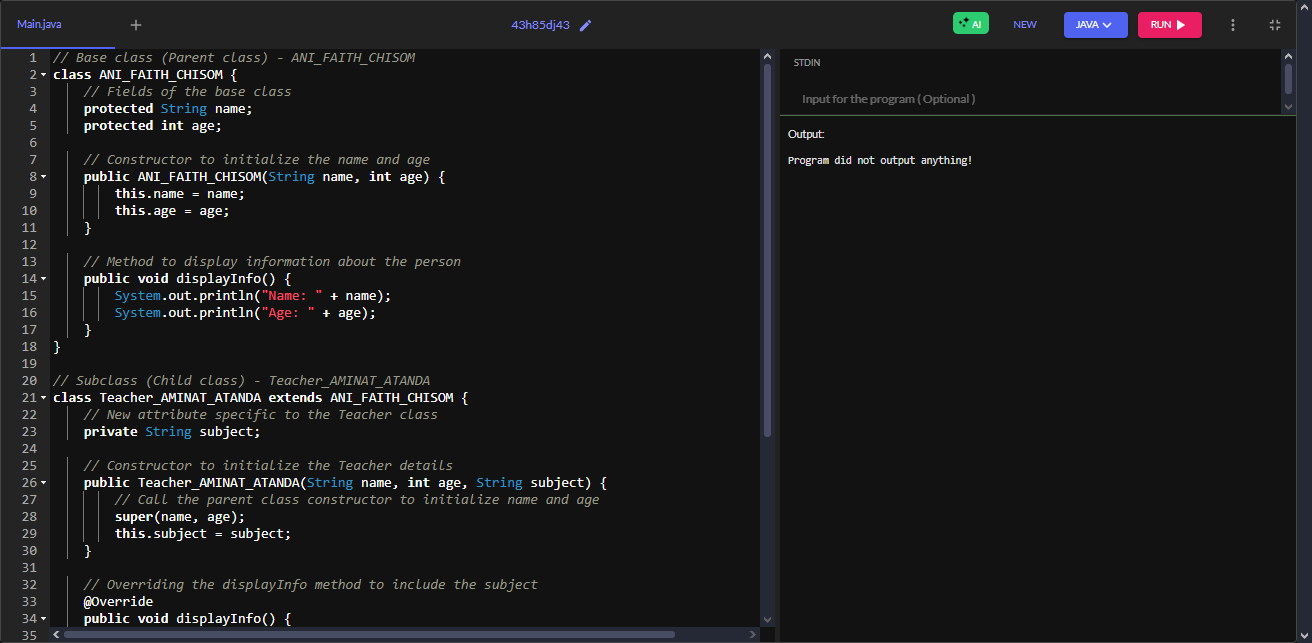 Main.java
+
43h85dj43
AI
NEW
JAVA
RUN
1 // Base class (Parent class) - ANI_FAITH_CHISOM
2 class ANI_FAITH_CHISOM {
3 // Fields of the base class
4 protected String name;
5 protected int age;
6
7 // Constructor to initialize the name and age
8 public ANI_FAITH_CHISOM(String name, int age) {
9 this.name = name;
10 this.age = age;
11 }
12
13 // Method to display information about the person
14 public void displayInfo() {
15 System.out.println("Name: " + name);
16 System.out.println("Age: " + age);
17 }
18 }
19
20 // Subclass (Child class) - Teacher_AMINAT_ATANDA
21 class Teacher_AMINAT_ATANDA extends ANI_FAITH_CHISOM {
22 // New attribute specific to the Teacher class
23 private String subject;
24
25 // Constructor to initialize the Teacher details
26 public Teacher_AMINAT_ATANDA(String name, int age, String subject) {
27 // Call the parent class constructor to initialize name and age
28 super(name, age);
29 this.subject = subject;
30 }
31
32 // Overriding the displayInfo method to include the subject
33 @Override
34 public void displayInfo() {
35
STDIN
Input for the program ( Optional )
Output:
Program did not output anything!